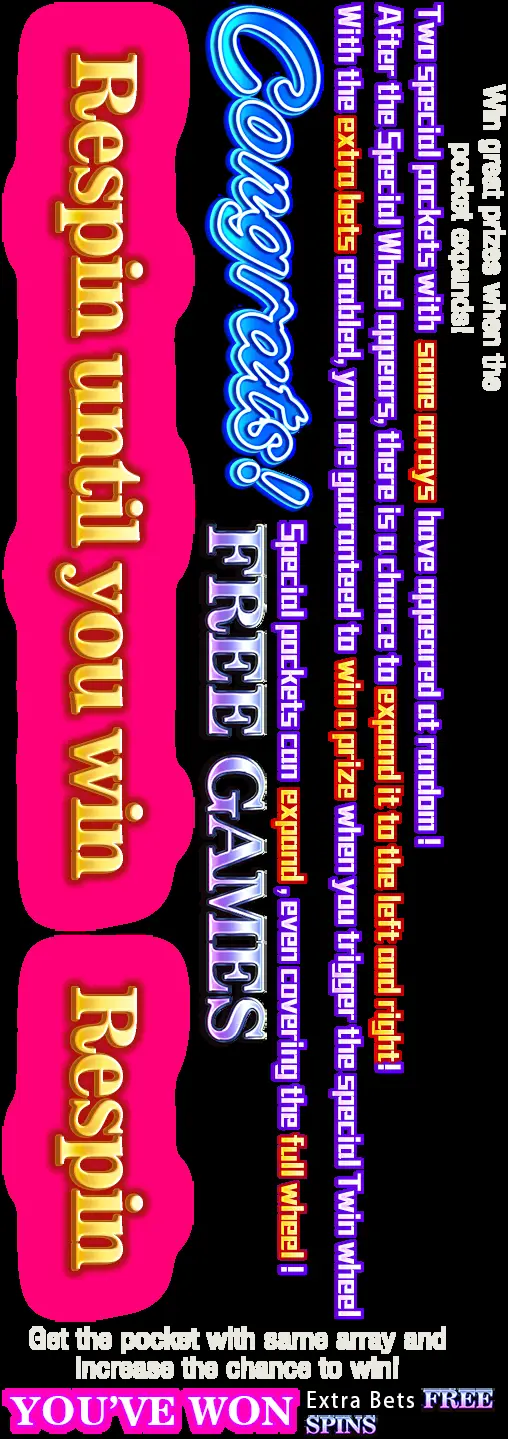 Win great prizes when the
pocket expands!
Two special pockets with same arrays have appeared at random !
After the Special Wheel appears, there is a chance to expand it to the left and right!
With the extra bets enabled, you are guaranteed to win a prize when you trigger the special Twin wheel
Special pockets can expand , even covering the full wheel !
Congrats!
FREE GAMES
Respin until you win
Respin
Get the pocket with same array and
increase the chance to win!
YOU'VE WON
Extra Bets FREE
SPINS